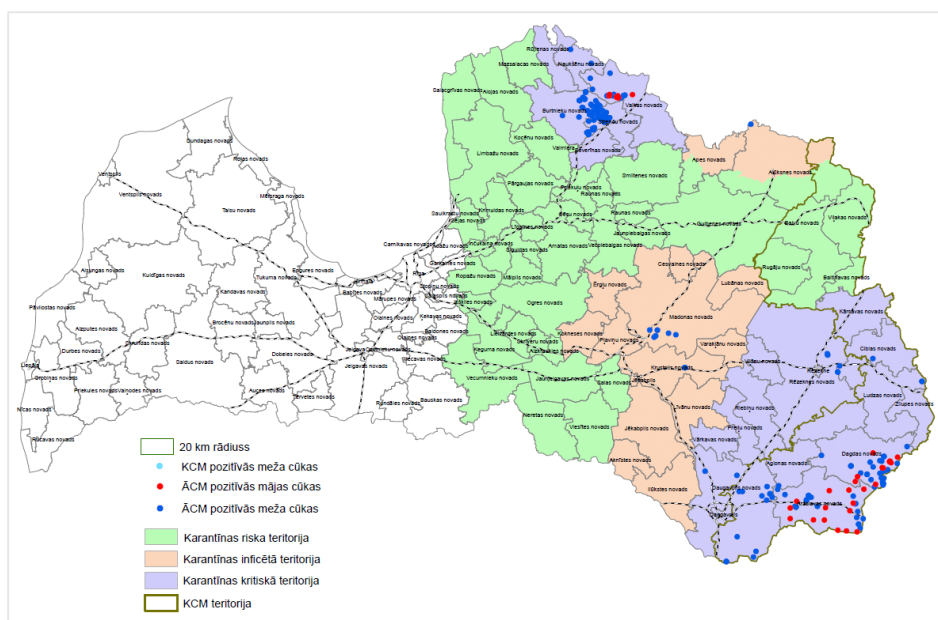 Rūjienas novads
Naukšēnu novads
Mazsalacas novads
Salacgrīvas novads
Alojas novads
Burtnieku novads
Valkas novads
Dundagas novads
Kocēnu novads
Valmiera
Beverīnas novads
Rojas novads
Limbažu novads
Apes novads
Ventspils
Smiltenes novads
Alūksnes novads
Pārgaujas novads
Priekuļu novads
Ventspils novads
Mērsraga novads
Raunas novads
Talsu novads
Saulkrastu novads
Krimuldas novads
Cēsu novads
Raunas novads
Viļakas novads
Gulbenes novads
Balvu novads
Līgatnes novads
Jaunpiebalgas novads
Carnikavas novads
Inčukalna novads
Amatas novads
Vecpiebalgas novads
Siguldas novads
Garkalnes novads
Cesvaines novads
Rugāju novads
Baltinavas novads
Alsungas novads
Kuldīgas novads
Engures novads
Rīga
Tukuma novads
Ropažu novads
Mālpils novads
Ērgļu novads
Lubānas novads
Kandavas novads
Babītes novads
Mārupes novads
Salaspils novads
Ogres novads
Pāvilostas novads
Olaines novads
Ķekavas novads
Madonas novads
Kārsavas novads
Aizputes novads
Brocēnu novads
Jaunpils novads
Baldones novads
Lielvārdes novads
Skrīveru novads
Kokneses novads
Pļaviņu novads
Varakļānu novads
Ciblas novads
Durbes novads
Skrundas novads
Saldus novads
Dobeles novads
Jelgava
Ozolnieku novads
Iecavas novads
Ķeguma novads
Aizkraukles novads
Krustpils novads
Viļānu novads
Rēzekne
Rēzeknes novads
Liepāja
Grobiņas novads
Jelgavas novads
Vecumnieku novads
Jaunjelgavas novads
Salas novads
Jēkabpils
Ludzas novads
Priekules novads
Vaiņodes novads
Auces novads
Tērvetes novads
Rundāles novads
Bauskas novads
Līvānu novads
Riebiņu novads
Zilupes novads
Nīcas novads
Neretas novads
Viesītes novads
Jēkabpils novads
Preiļu novads
Rucavas novads
Vārkavas novads
Aknīstes novads
Aglonas novads
Dagdas novads
Ilūkstes novads
Daugavpils novads
Krāslavas novads
Daugavpils
20 km rādiuss
KCM pozitīvās meža cūkas
ĀCM pozitīvās mājas cūkas
ĀCM pozitīvās meža cūkas
Karantīnas riska teritorija
Karantīnas inficētā teritorija
Karantīnas kritiskā teritorija
KCM teritorija